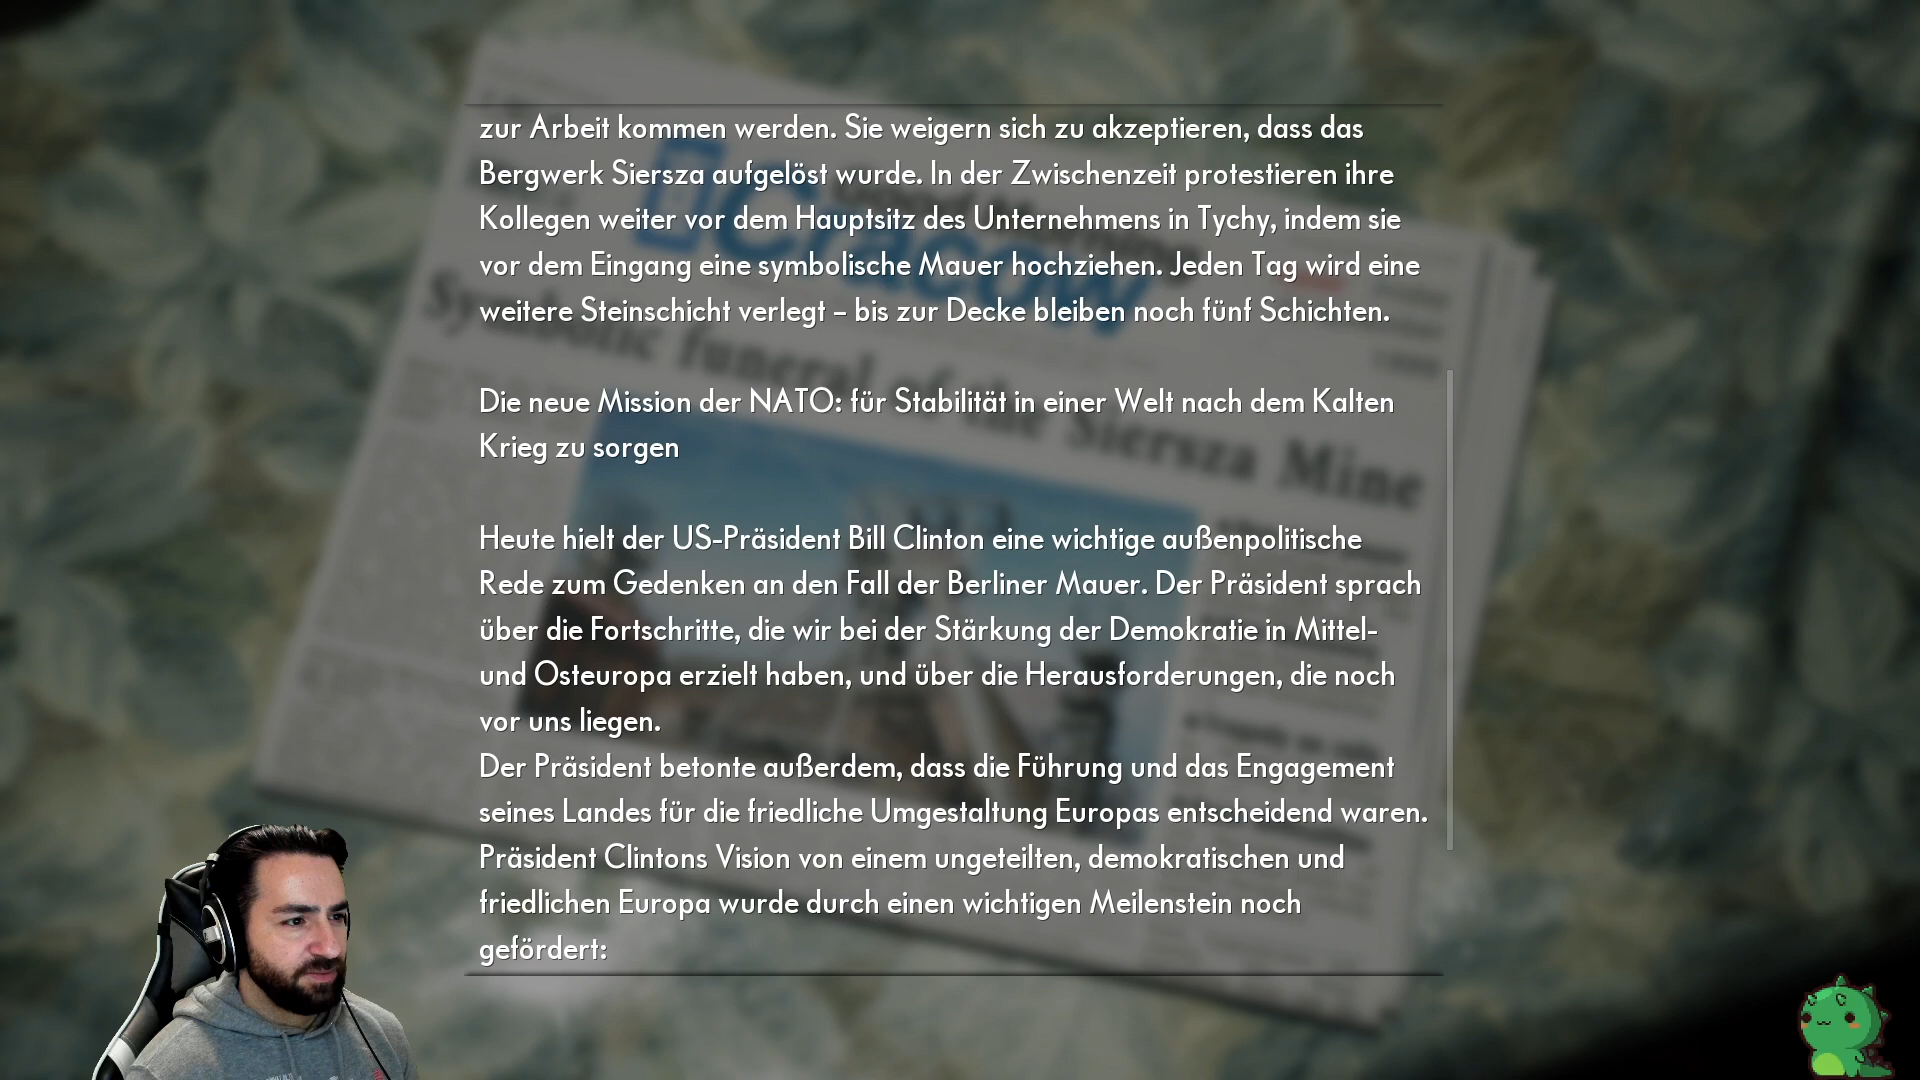 zur Arbeit kommen werden. Sie weigern sich zu akzeptieren, dass das
Bergwerk Siersza aufgelöst wurde. In der Zwischenzeit protestieren ihre
Kollegen weiter vor dem Hauptsitz des Unternehmens in Tychy, indem sie
vor dem Eingang eine symbolische Mauer hochziehen. Jeden Tag wird eine
weitere Steinschicht verlegt – bis zur Decke bleiben noch fünf Schichten.
Die neue Mission der NATO: für Stabilität in einer Welt nach dem Kalten
Krieg zu sorgen
Heute hielt der US-Präsident Bill Clinton eine wichtige außenpolitische
Rede zum Gedenken an den Fall der Berliner Mauer. Der Präsident sprach
über die Fortschritte, die wir bei der Stärkung der Demokratie in Mittel-
und Osteuropa erzielt haben, und über die Herausforderungen, die noch
vor uns liegen.
Der Präsident betonte außerdem, dass die Führung und das Engagement
seines Landes für die friedliche Umgestaltung Europas entscheidend waren.
Präsident Clintons Vision von einem ungeteilten, demokratischen und
friedlichen Europa wurde durch einen wichtigen Meilenstein noch
gefördert:
Cracow
Symbolic funeral of the Siersza Mine